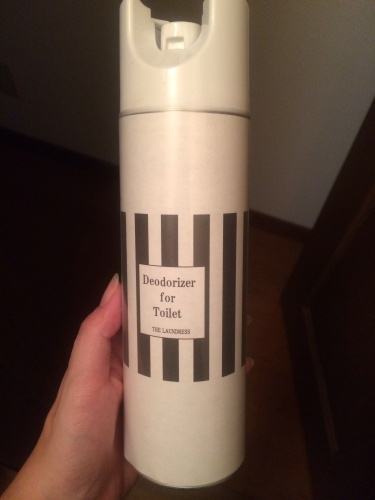 Deodorizer
for
Toilet
THE LAUNDRESS